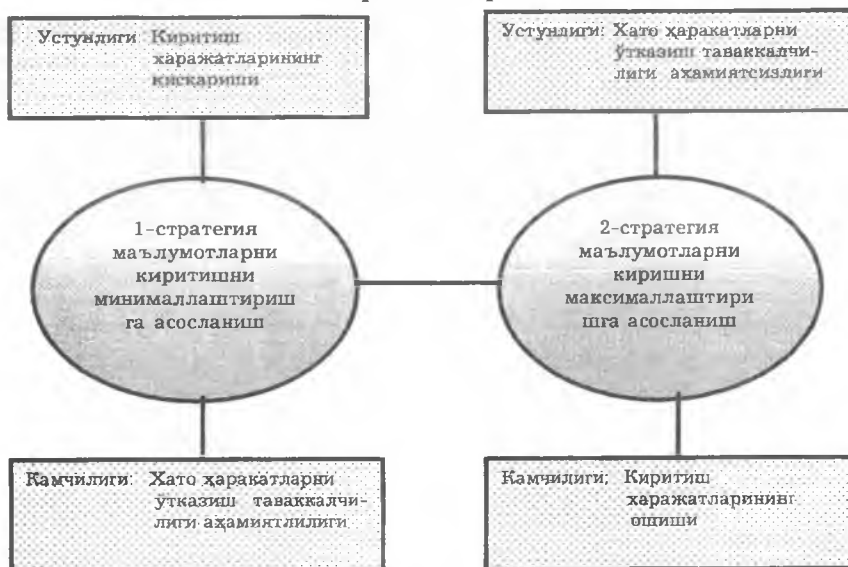 Устунлиги: Киритиш
харажатларининг
қисқариши
Устунлиги: Хато ҳаракатларни
ўтказиш таваккалчи-
лиги аҳамиятсизлиги
1-стратегия
маълумотларни
киритишни
минималлаштириш
га асосланиш
2-стратегия
маълумотларни
киришни
максималлаштири
шга асосланиш
Камчилиги: Хато ҳаракатларни
ўтказиш таваккалчи-
лиги аҳамиятлилиги
Камчилиги: Киритиш
харажатларининг
ошиши